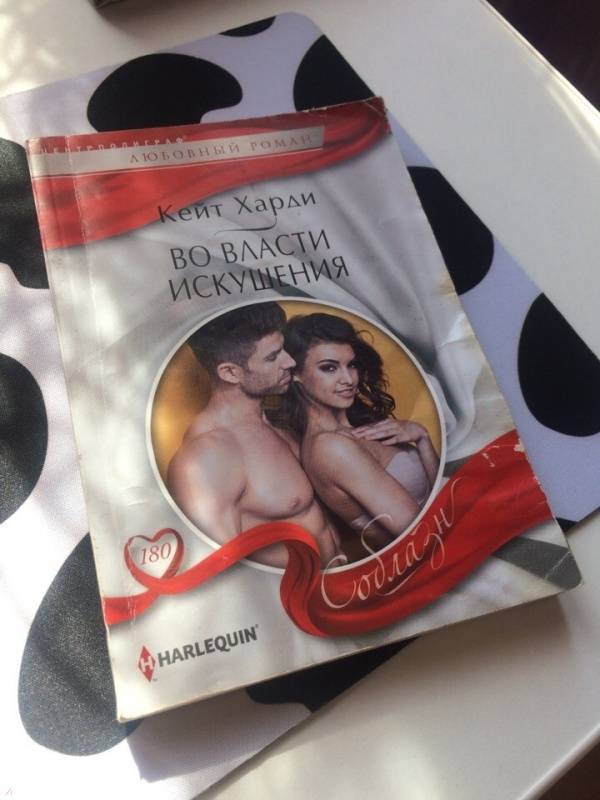 ЦЕНТРПОЛИГРАФ®
ЛЮБОВНЫЙ РОМАН
КЕЙТ ХАРДИ
ВО ВЛАСТИ
ИСКУШЕНИЯ
180
Соблазн
H HARLEQUIN®